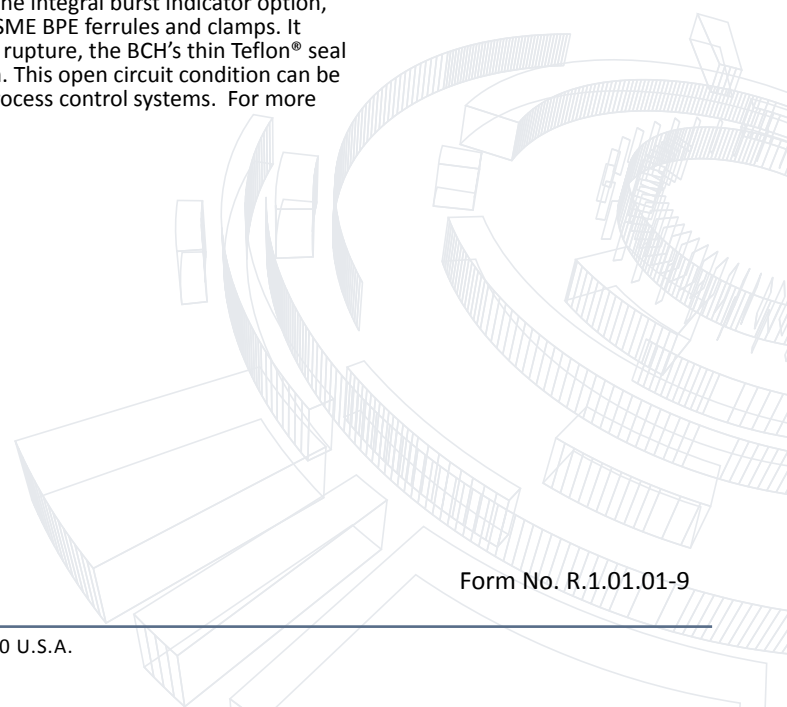 he integral burst indicator option,
SME BPE ferrules and clamps. It
rupture, the BCH’s thin Teflon® seal
. This open circuit condition can be
rocess control systems. For more
Form No. R.1.01.01-9
0 U.S.A.